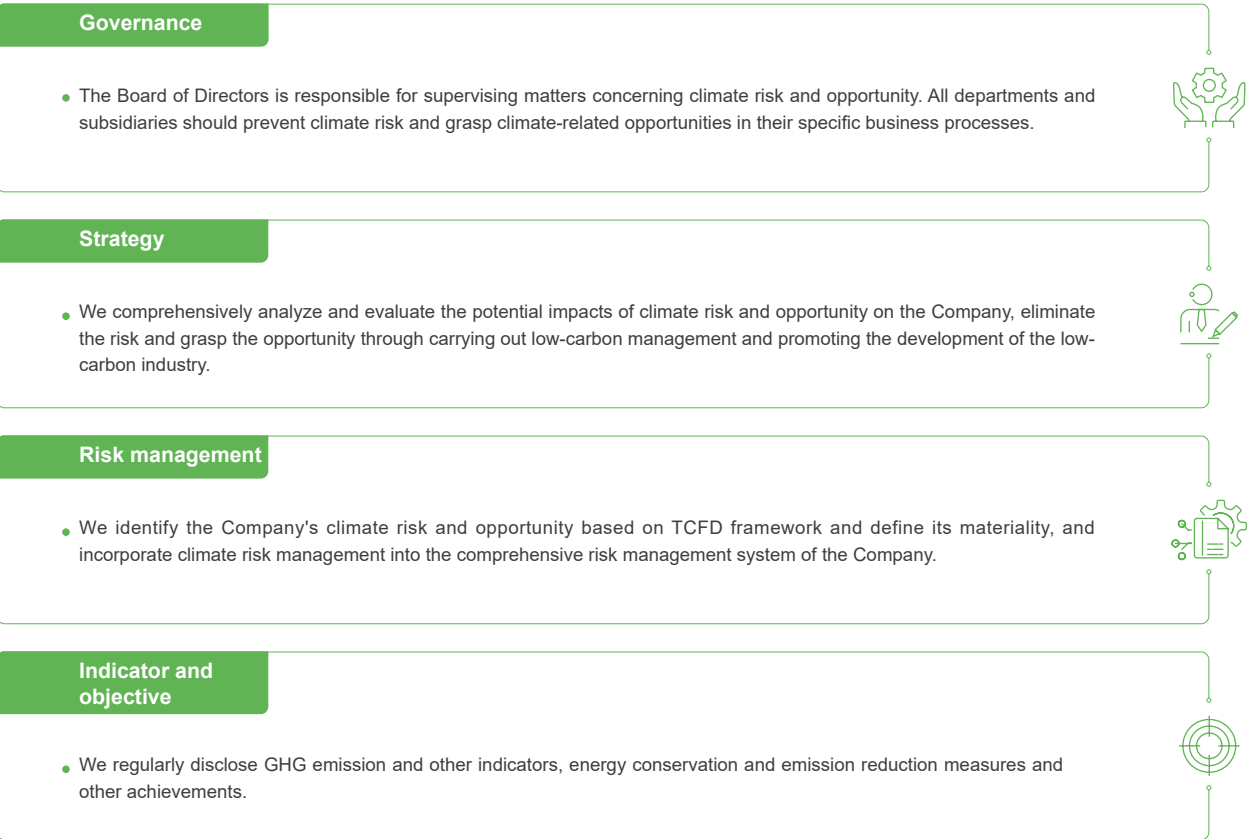 Governance
The Board of Directors is responsible for supervising matters concerning climate risk and opportunity. All departments and
subsidiaries should prevent climate risk and grasp climate-related opportunities in their specific business processes.
Strategy
We comprehensively analyze and evaluate the potential impacts of climate risk and opportunity on the Company, eliminate
the risk and grasp the opportunity through carrying out low-carbon management and promoting the development of the low-
carbon industry.
Risk management
We identify the Company's climate risk and opportunity based on TCFD framework and define its materiality, and
incorporate climate risk management into the comprehensive risk management system of the Company.
Indicator and
objective
We regularly disclose GHG emission and other indicators, energy conservation and emission reduction measures and
other achievements.